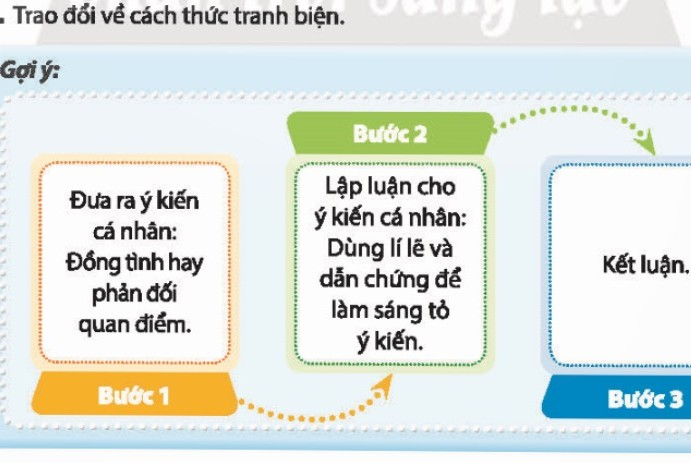 . Trao đổi về cách thức tranh biện.
Gợi ý:
Đưa ra ý kiến
cá nhân:
Đồng tình hay
phản đối
quan điểm.
Bước 1
Bước 2
Lập luận cho
ý kiến cá nhân:
Dùng lí lẽ và
dẫn chứng để
làm sáng tỏ
ý kiến.
Kết luận.
Bước 3